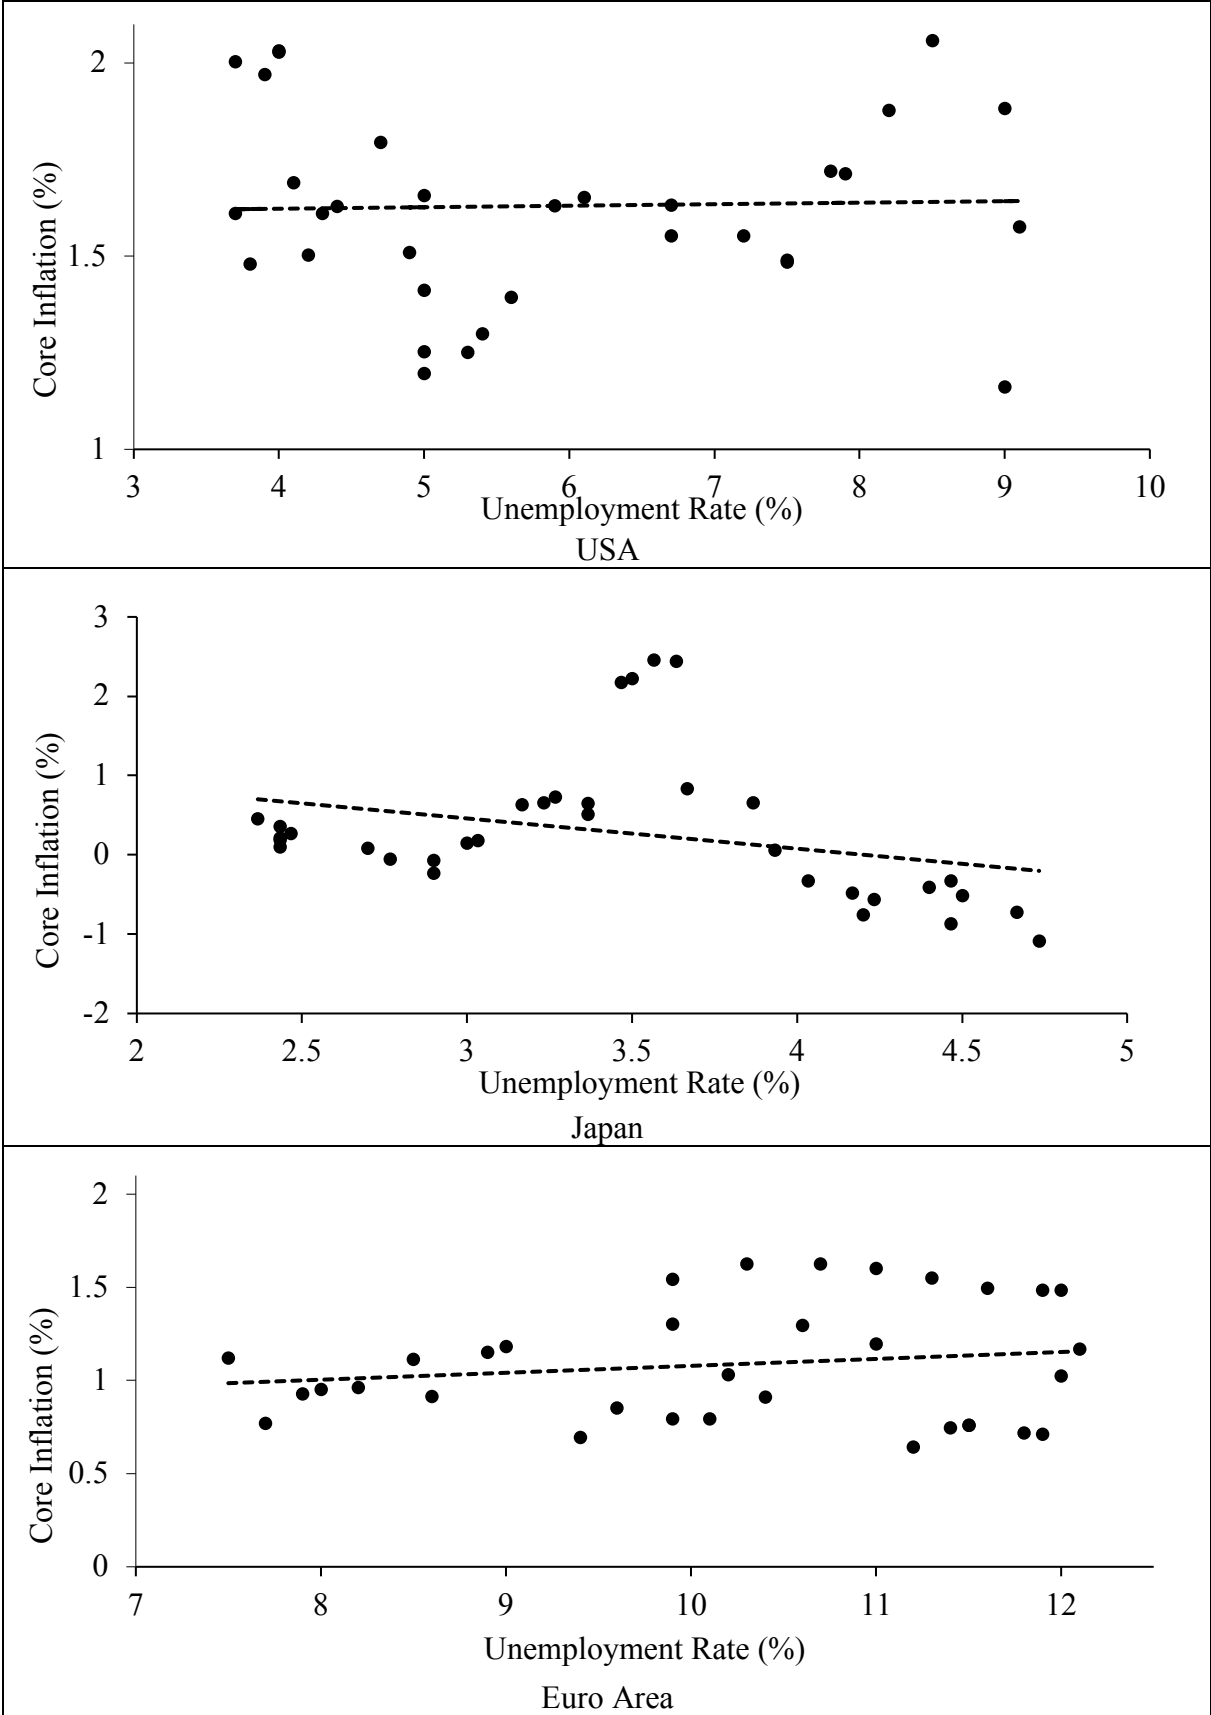 2
1.5
1
Core Inflation (%)
3 4 5 6 7 8 9 10
Unemployment Rate (%)
USA
3
2
1
0
-1
-2
Core Inflation (%)
2 2.5 3 3.5 4 4.5 5
Unemployment Rate (%)
Japan
2
1.5
1
0.5
0
Core Inflation (%)
7 8 9 10 11 12
Unemployment Rate (%)
Euro Area